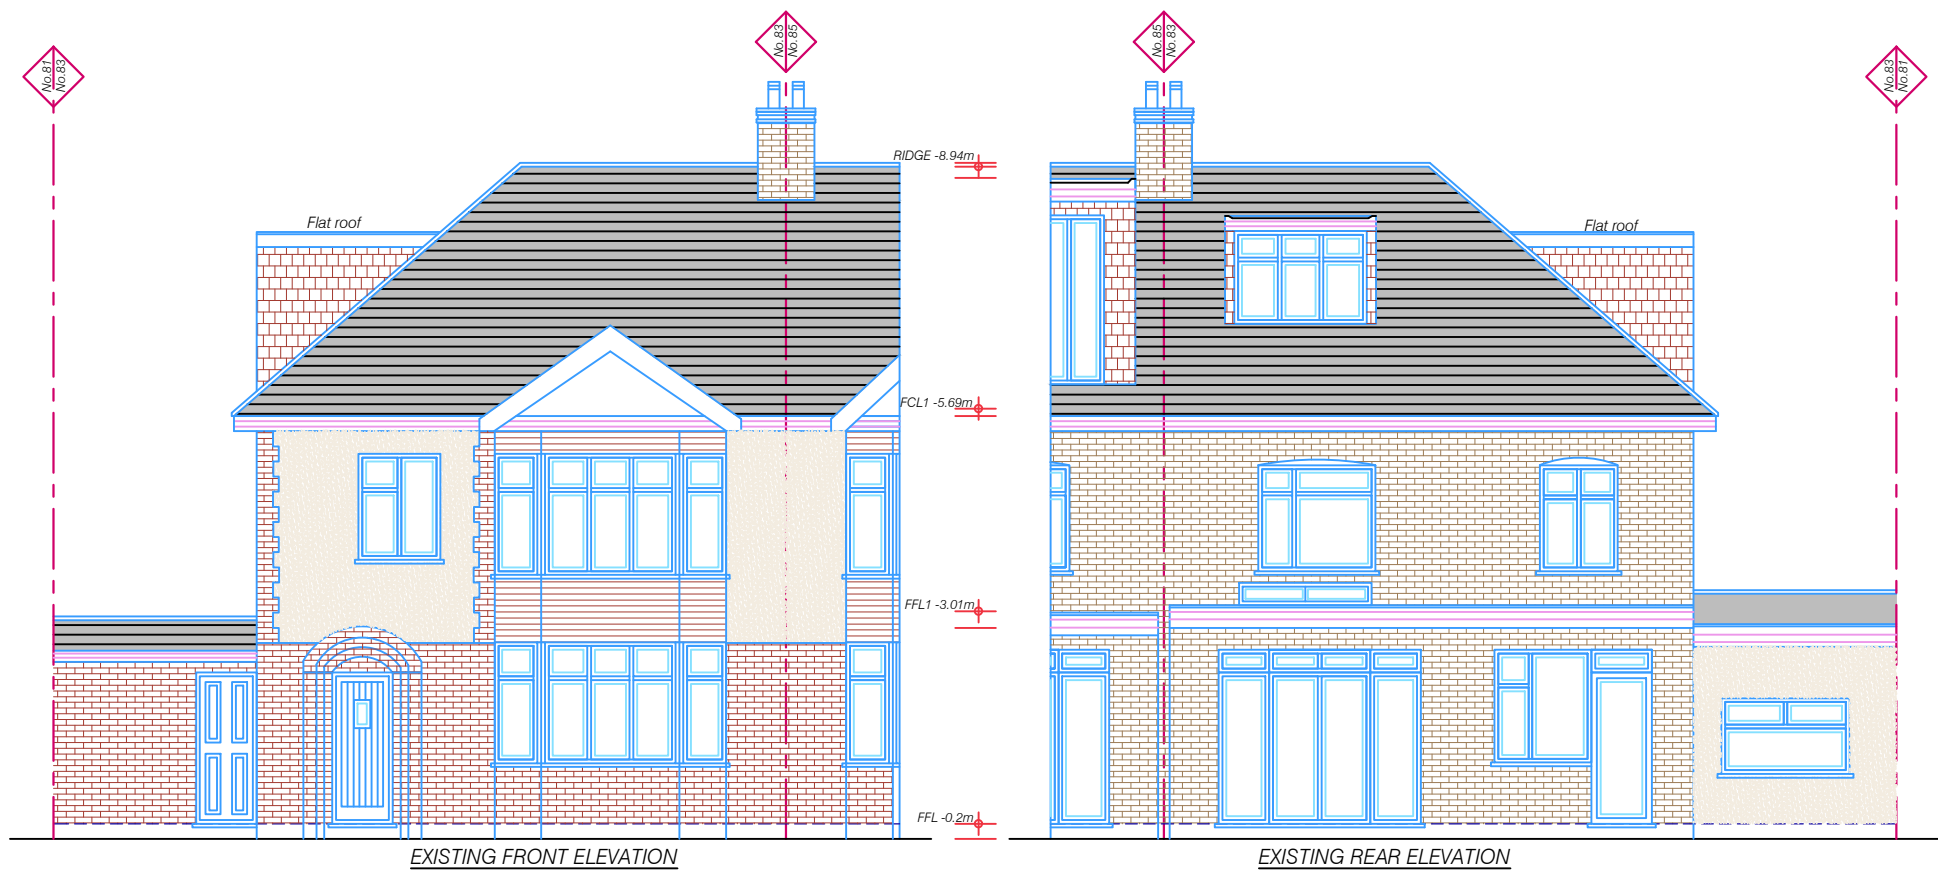 No.81
No.83
No.83
No.85
No.85
No.83
No.83
No.81
RIDGE -8.94m
Flat roof
Flat roof
FCL1 -5.69m
FFL1 -3.01m
FFL -0.2m
EXISTING FRONT ELEVATION
EXISTING REAR ELEVATION